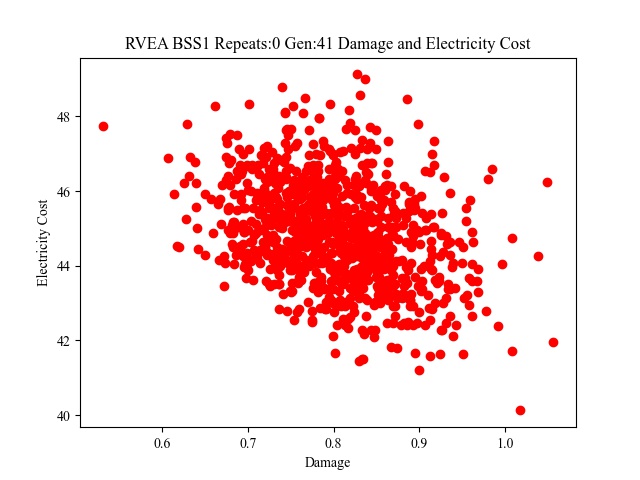 RVEA BSS1 Repeats:0 Gen:41 Damage and Electricity Cost
48
46
44
42
40
Electricity Cost
0.6 0.7 0.8 0.9 1.0
Damage